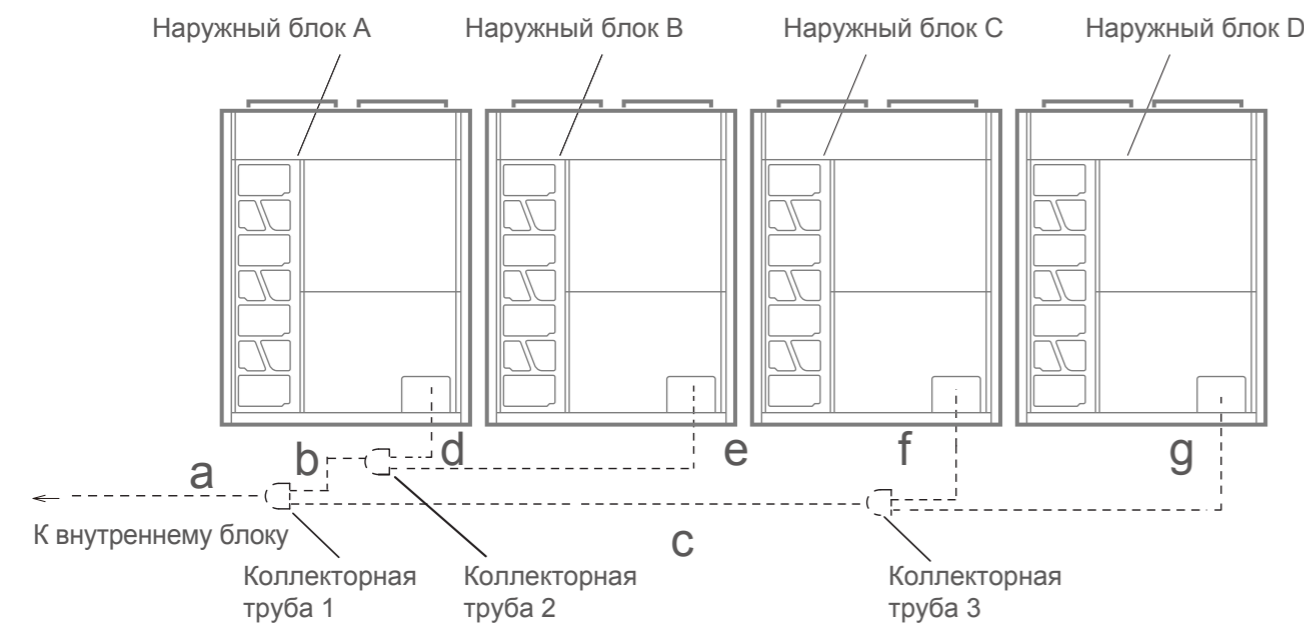 Наружный блок A
Наружный блок B
Наружный блок C
Наружный блок D
d
e
f
g
b
a
c
К внутреннему блоку
Коллекторная
труба 1
Коллекторная
труба 2
Коллекторная
труба 3